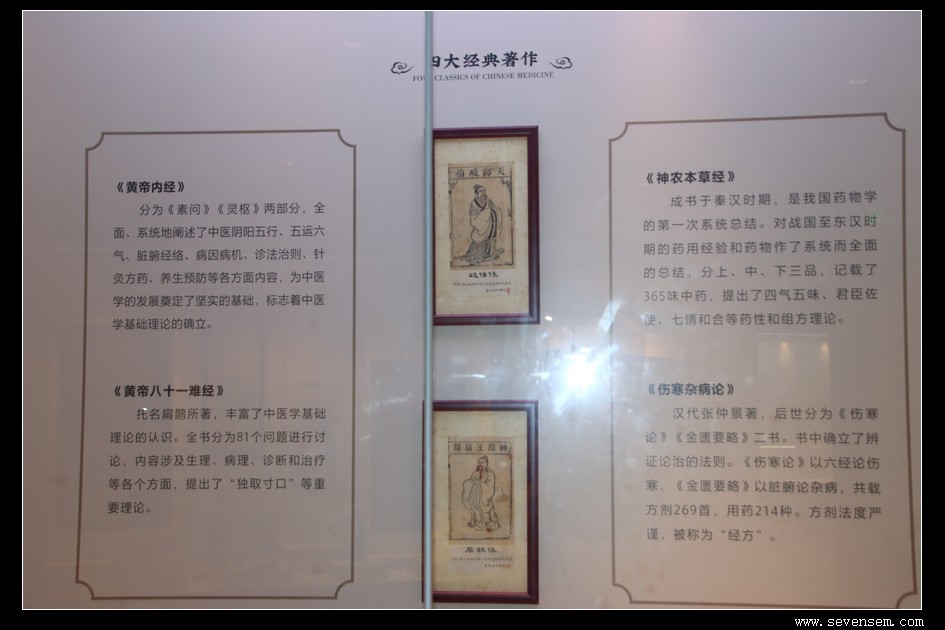 四大经典著作
FOUR CLASSICS OF CHINESE MEDICINE
《黄帝内经》
分为《素问》《灵枢》两部分，全
面、系统地阐述了中医阴阳五行、五运六
气、脏腑经络、病因病机、诊法治则、针
灸方药、养生预防等各方面内容，为中医
学的发展奠定了坚实的基础，标志着中医
学基础理论的确立。
《黄帝八十一难经》
托名扁鹊所著，丰富了中医学基础
理论的认识。全书分为81个问题进行讨
论，内容涉及生理、病理、诊断和治疗
等各个方面，提出了“独取寸口”等重
要理论。
天师岐伯
《神农本草经》
成书于秦汉时期，是我国药物学
的第一次系统总结。对战国至东汉时
期的药用经验和药物作了系统而全面
的总结，分上、中、下三品，记载了
365味中药，提出了四气五味、君臣佐
使、七情和合等药性和组方理论。
《伤寒杂病论》
汉代张仲景著，后世分为《伤寒
论》《金匮要略》二书。书中确立了辨
证论治的法则。《伤寒论》以六经论伤
寒，《金匮要略》以脏腑论杂病，共载
方剂269首，用药214种。方剂法度严
谨，被称为“经方”。
www.sevensem.com